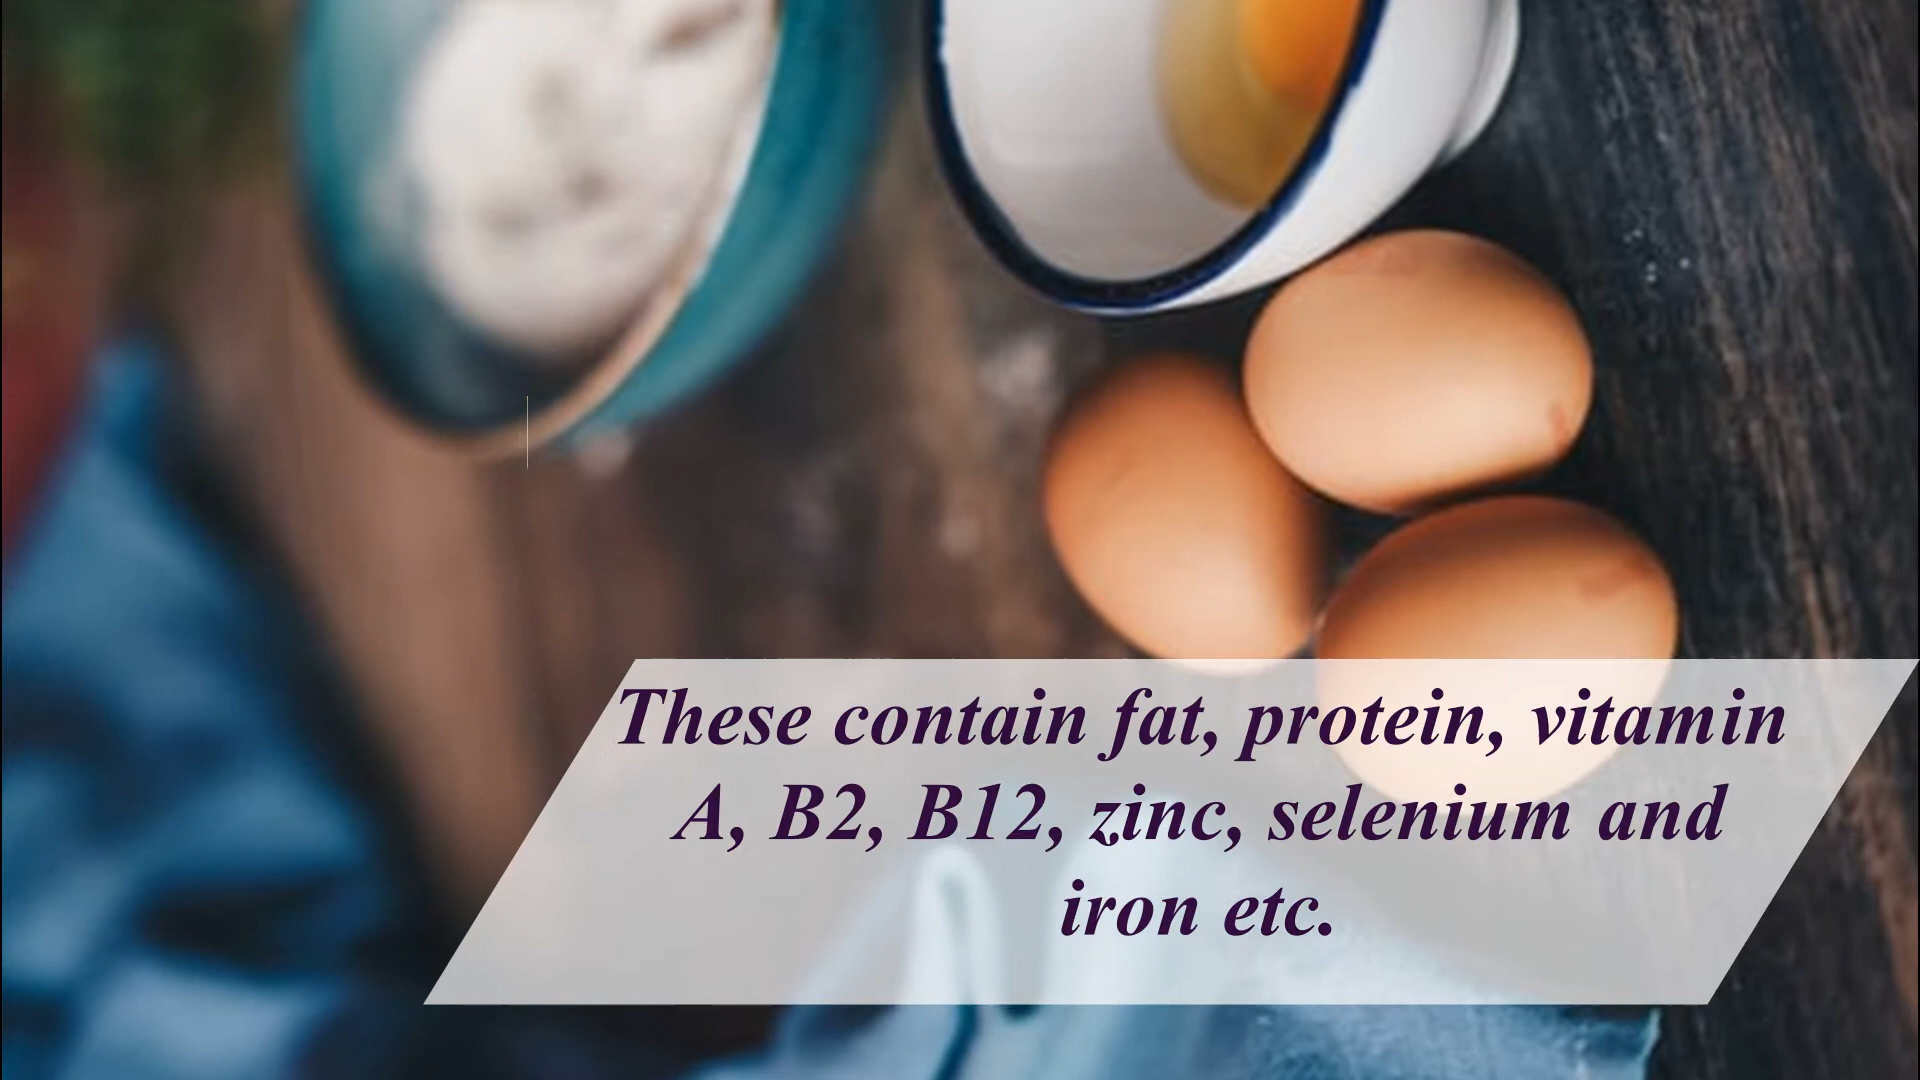 These contain fat, protein, vitamin
A, B2, B12, zinc, selenium and
iron etc.